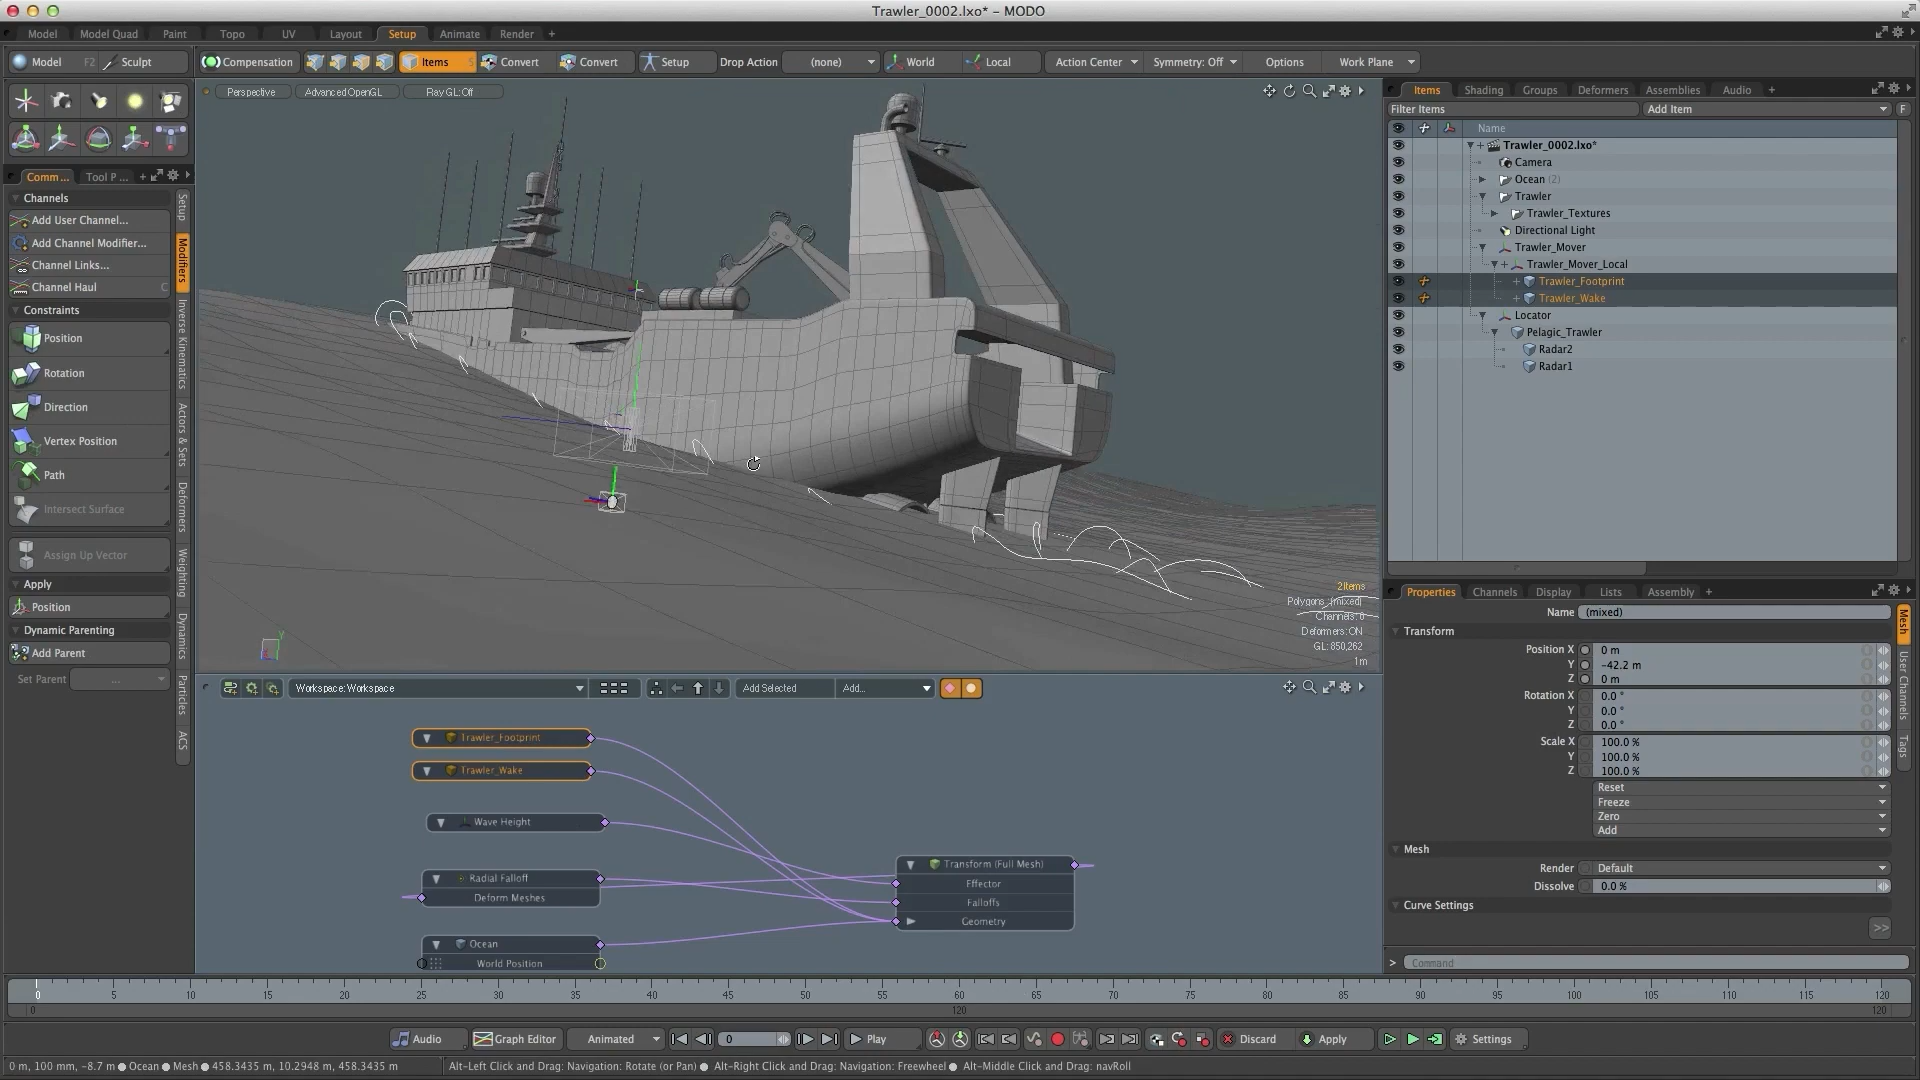 Trawler_0002.lxo* – MODO
Model Model Quad Paint Topo UV Layout Setup Animate Render +
Model F2 Sculpt Compensation Items S Convert Convert Setup Drop Action (none) World Local Action Center Symmetry: Off Options Work Plane
Perspective Advanced OpenGL Ray GL: Off
Items Shading Groups Deformers Assemblies Audio +
Filter Items Add Item F
Name
Trawler_0002.lxo*
Camera
Ocean (2)
Trawler
Trawler_Textures
Directional Light
Trawler_Mover
Trawler_Mover_Local
Trawler_Footprint
Trawler_Wake
Locator
Pelagic_Trawler
Radar2
Radar1
Comm... Tool P ... +
Channels
Add User Channel...
Add Channel Modifier...
Channel Links...
Channel Haul C
Constraints
Position
Rotation
Direction
Vertex Position
Path
Intersect Surface
Assign Up Vector
Apply
Position
Dynamic Parenting
Add Parent
Set Parent ...
Setup
Modifiers
Inverse Kinematics
Actors & Sets
Deformers
Weighting
Dynamics
Particles
ACS
Y
2 Items
Polygons : (mixed)
Channels: 6
Deformers: ON
GL: 850,262
1 m
Workspace: Workspace Add Selected Add...
Trawler_Footprint
Trawler_Wake
Wave Height
Radial Falloff
Deform Meshes
Ocean
World Position
Transform (Full Mesh)
Effector
Falloffs
Geometry
Properties Channels Display Lists Assembly +
Name (mixed)
Transform
Position X 0 m
Y -42.2 m
Z 0 m
Rotation X 0.0 °
Y 0.0 °
Z 0.0 °
Scale X 100.0 %
Y 100.0 %
Z 100.0 %
Reset
Freeze
Zero
Add
Mesh
Render Default
Dissolve 0.0 %
Curve Settings
>>
Mesh
User Channels
Tags
> Command
0 5 10 15 20 25 30 35 40 45 50 55 60 65 70 75 80 85 90 95 100 105 110 115 120
0 120 120
Audio Graph Editor Animated 0 Play Discard Apply Settings
0 m, 100 mm, -8.7 m ● Ocean ● Mesh ● 458.3435 m, 10.2948 m, 458.3435 m Alt-Left Click and Drag: Navigation: Rotate (or Pan) ● Alt-Right Click and Drag: Navigation: Freewheel ● Alt-Middle Click and Drag: navRoll